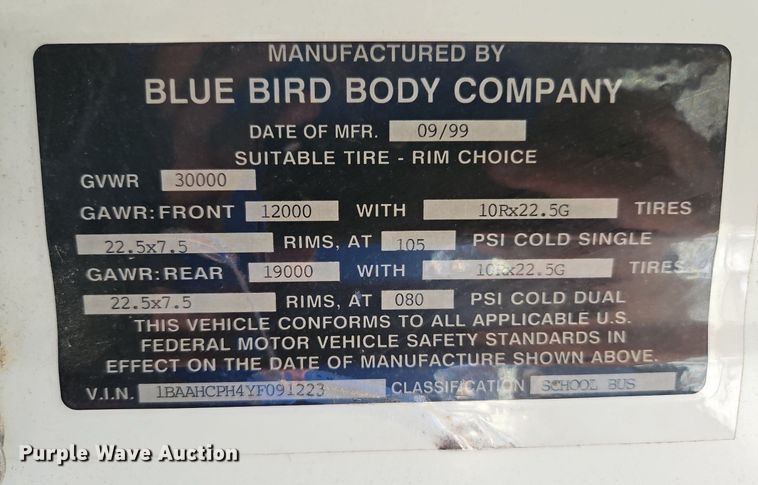 MANUFACTURED BY
BLUE BIRD BODY COMPANY
DATE OF MFR. 09/99
SUITABLE TIRE - RIM CHOICE
GVWR 30000
GAWR: FRONT 12000 WITH 10Rx22.5G TIRES
22.5x7.5 RIMS, AT 105 PSI COLD SINGLE
GAWR: REAR 19000 WITH 10Rx22.5G TIRES
22.5x7.5 RIMS, AT 080 PSI COLD DUAL
THIS VEHICLE CONFORMS TO ALL APPLICABLE U.S.
FEDERAL MOTOR VEHICLE SAFETY STANDARDS IN
EFFECT ON THE DATE OF MANUFACTURE SHOWN ABOVE.
V.I.N. 1BAAHCPH4YF091223 CLASSIFICATION SCHOOL BUS
Purple Wave Auction